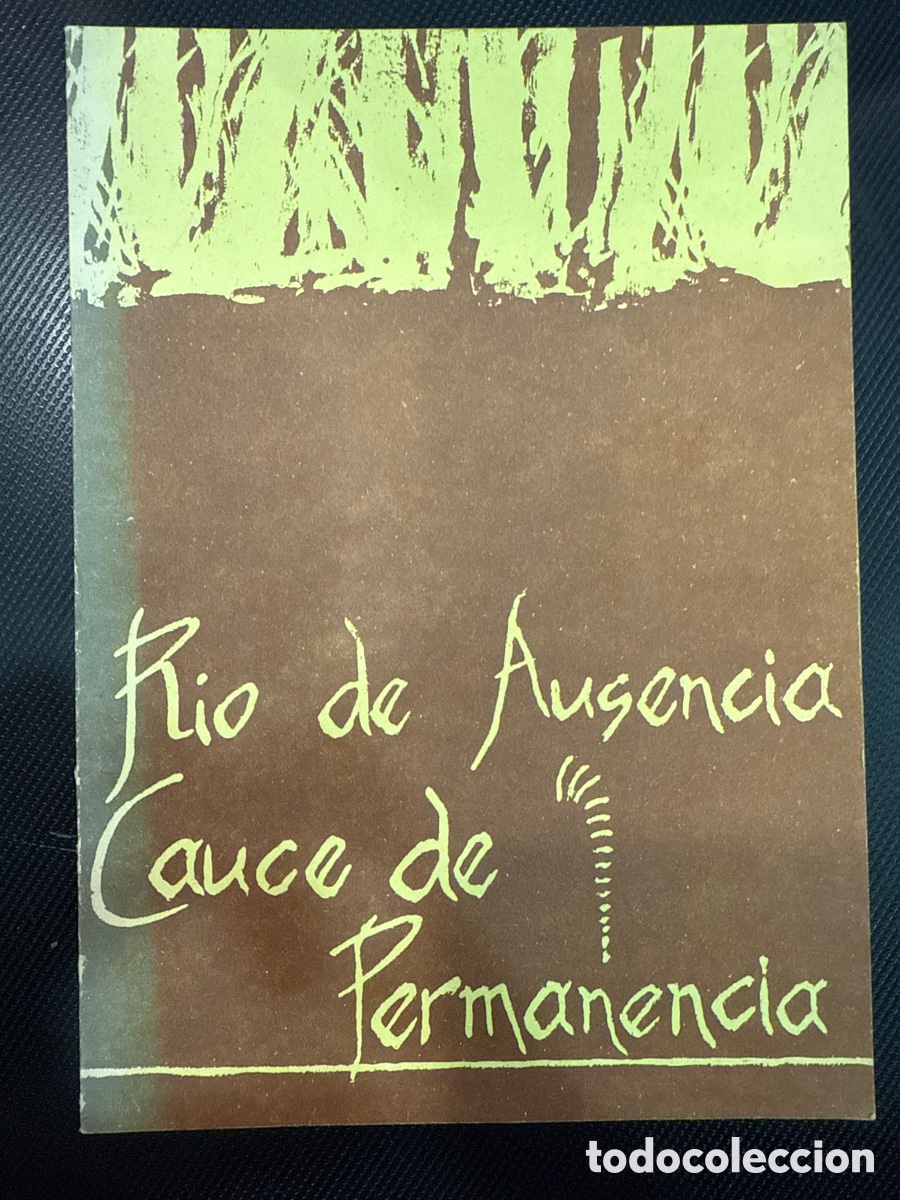 Rio de Ausencia
Cauce de
Permanencia
todocoleccion